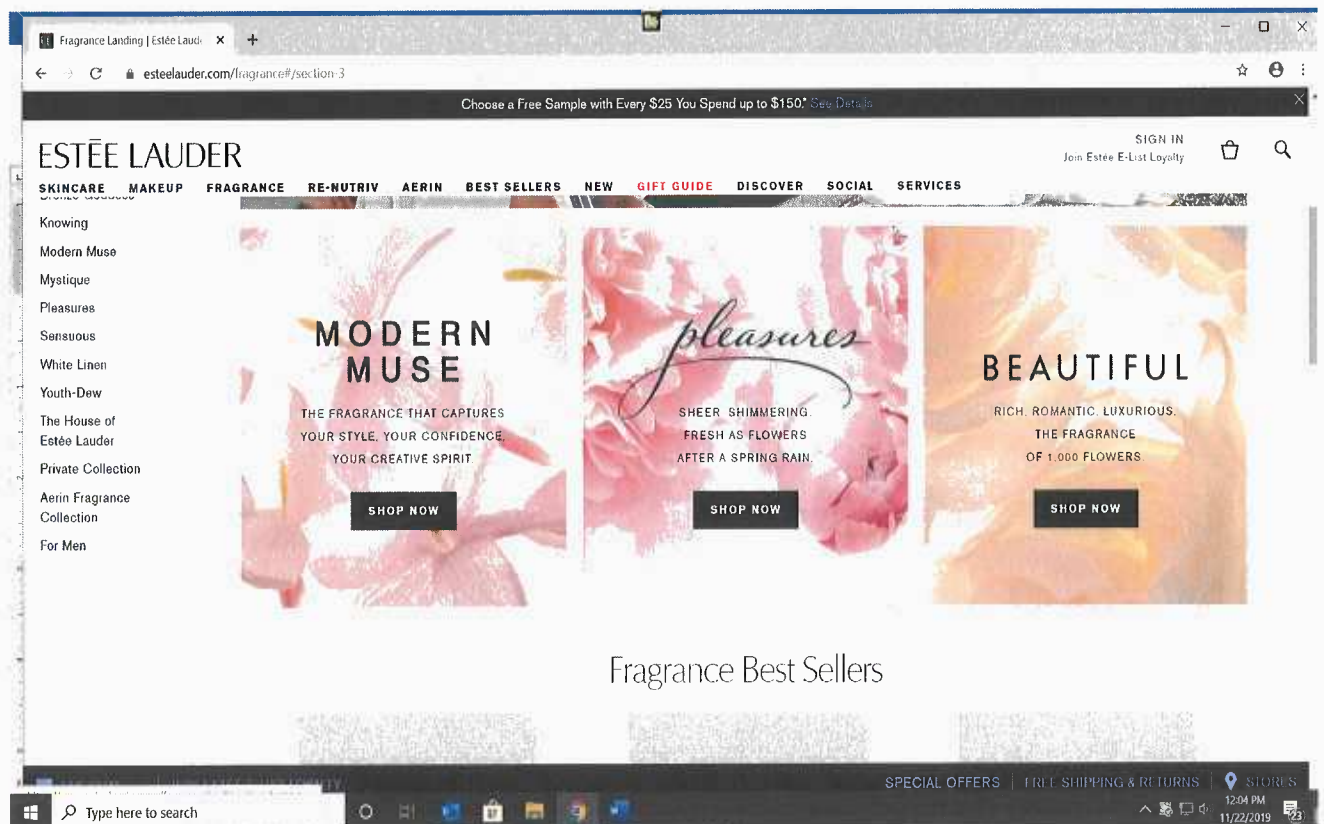 Fragrance Landing | Estée Laud
esteelauder.com/fragrance#/section-3
Choose a Free Sample with Every $25 You Spend up to $150.* See Details
ESTĒE LAUDER
SIGN IN
Join Estée E-List Loyalty
SKINCARE MAKEUP FRAGRANCE RE-NUTRIV AERIN BEST SELLERS NEW GIFT GUIDE DISCOVER SOCIAL SERVICES
Knowing
Modern Muse
Mystique
Pleasures
Sensuous
White Linen
Youth-Dew
The House of
Estée Lauder
Private Collection
Aerin Fragrance
Collection
For Men
MODERN
MUSE
THE FRAGRANCE THAT CAPTURES
YOUR STYLE, YOUR CONFIDENCE,
YOUR CREATIVE SPIRIT
SHOP NOW
pleasures
SHEER. SHIMMERING.
FRESH AS FLOWERS
AFTER A SPRING RAIN.
SHOP NOW
BEAUTIFUL
RICH. ROMANTIC. LUXURIOUS.
THE FRAGRANCE
OF 1,000 FLOWERS.
SHOP NOW
Fragrance Best Sellers
SPECIAL OFFERS | FREE SHIPPING & RETURNS | STORES
Type here to search
12:04 PM
11/22/2019
23